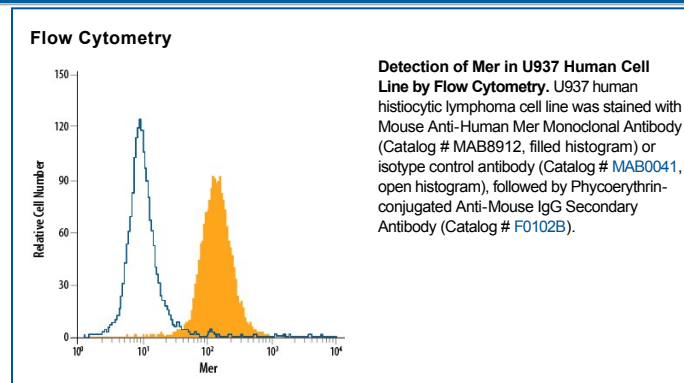 Flow Cytometry
150
120
90
60
30
0
Relative Cell Number
10⁰
10¹
10²
10³
10⁴
Mer
Detection of Mer in U937 Human Cell
Line by Flow Cytometry. U937 human
histiocytic lymphoma cell line was stained with
Mouse Anti-Human Mer Monoclonal Antibody
(Catalog # MAB8912, filled histogram) or
isotype control antibody (Catalog # MAB0041,
open histogram), followed by Phycoerythrin-
conjugated Anti-Mouse IgG Secondary
Antibody (Catalog # F0102B).